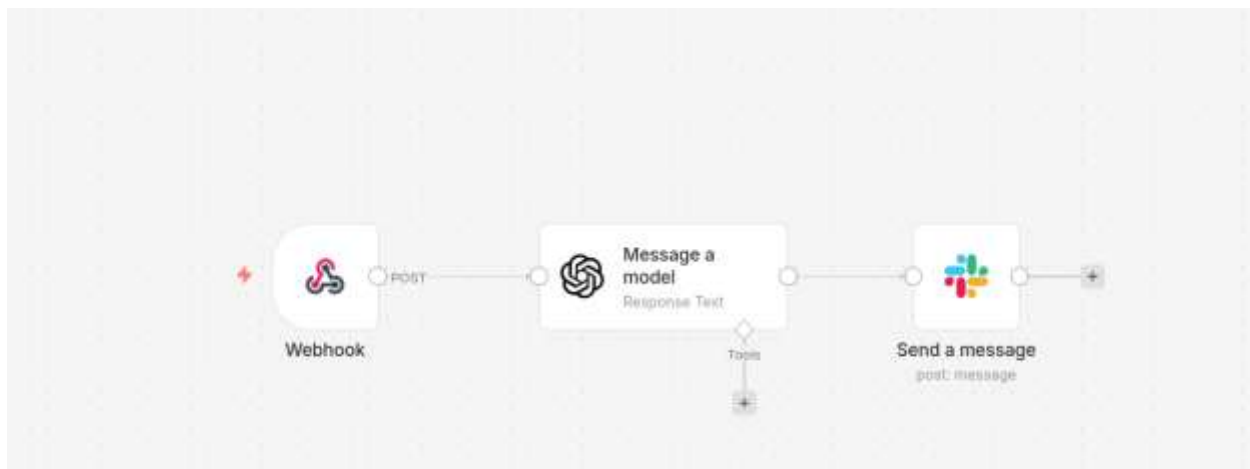 POST
Message a
model
Response Text
Webhook
Tools
Send a message
post: message